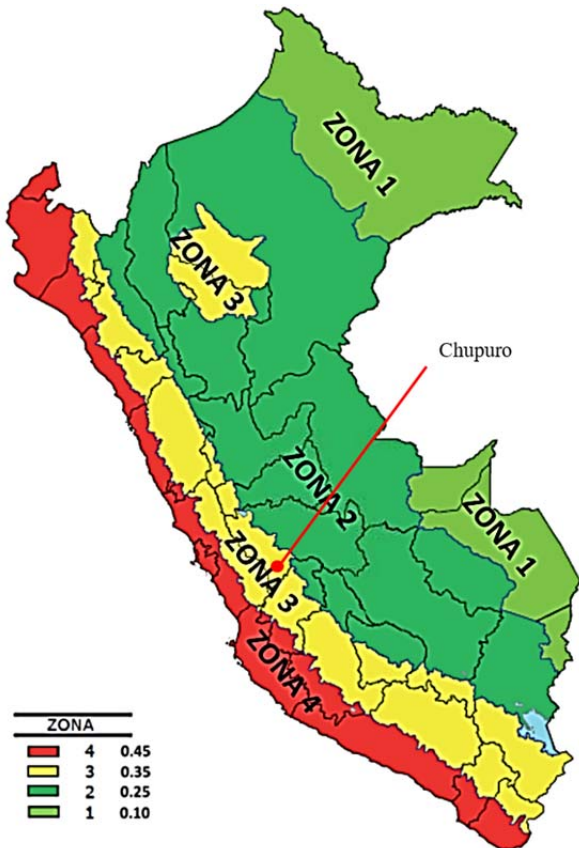 ZONA 1
ZONA 3
Chupuro
ZONA 2
ZONA 1
ZONA 3
ZONA 4
ZONA
4 0.45
3 0.35
2 0.25
1 0.10